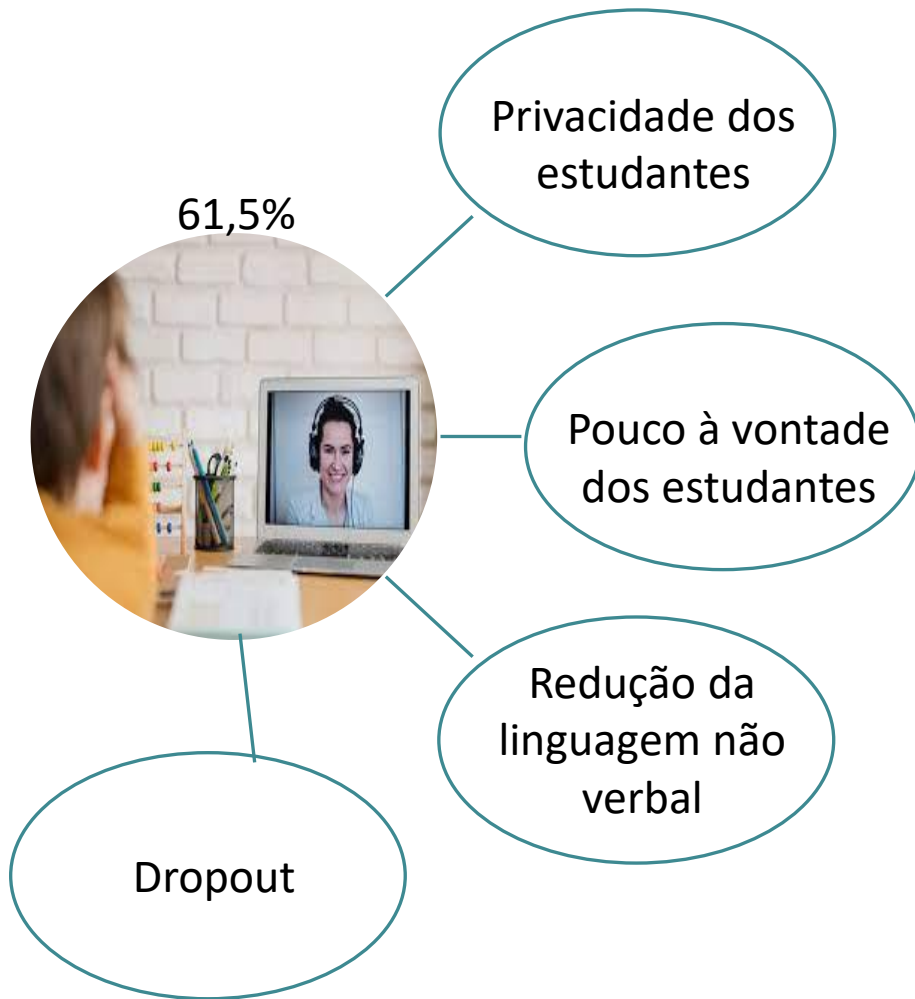 Privacidade dos
estudantes
61,5%
Pouco à vontade
dos estudantes
Redução da
linguagem não
verbal
Dropout